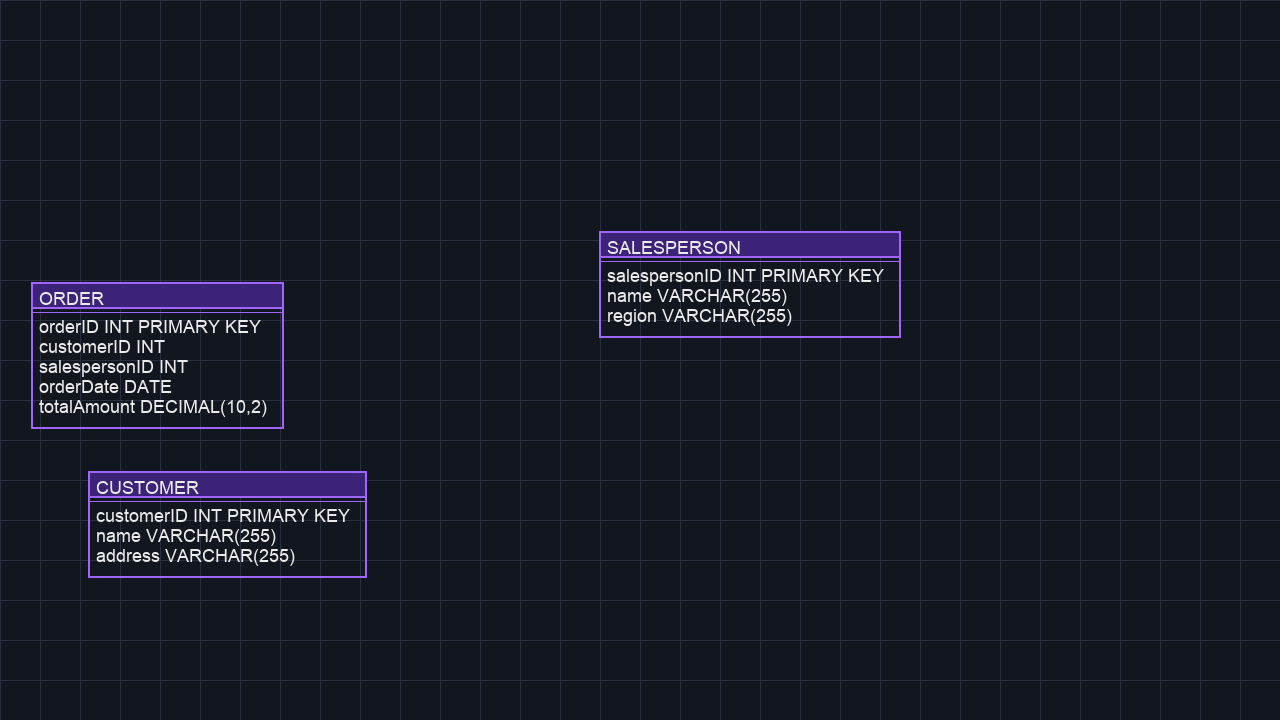 SALESPERSON
salespersonID INT PRIMARY KEY
name VARCHAR(255)
region VARCHAR(255)
ORDER
orderID INT PRIMARY KEY
customerID INT
salespersonID INT
orderDate DATE
totalAmount DECIMAL(10,2)
CUSTOMER
customerID INT PRIMARY KEY
name VARCHAR(255)
address VARCHAR(255)